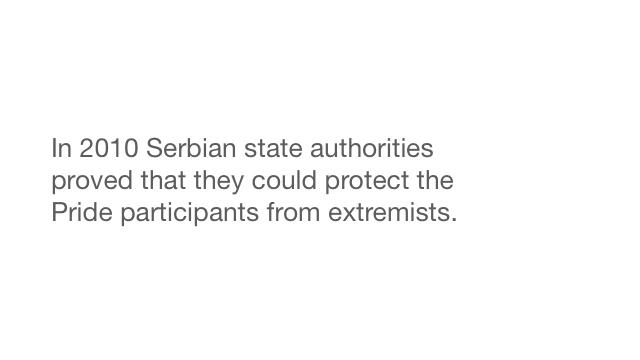 In 2010 Serbian state authorities
proved that they could protect the
Pride participants from extremists.